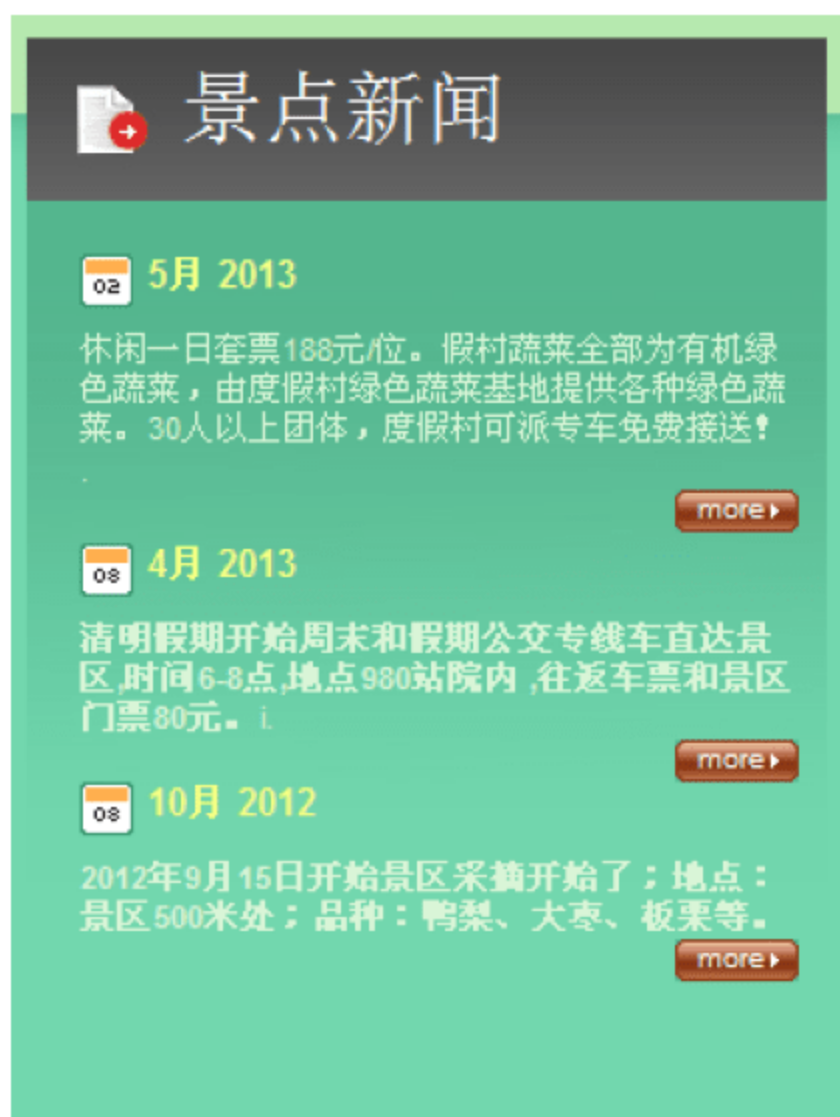 景点新闻
02
5月 2013
休闲一日套票188元/位。假村蔬菜全部为有机绿
色蔬菜，由度假村绿色蔬菜基地提供各种绿色蔬
菜。30人以上团体，度假村可派专车免费接送！
.
more
08
4月 2013
清明假期开始周末和假期公交专线车直达景
区,时间6-8点,地点980站院内 ,往返车票和景区
门票80元。i.
more
08
10月 2012
2012年9月15日开始景区采摘开始了；地点：
景区500米处；品种：鸭梨、大枣、板栗等。
more